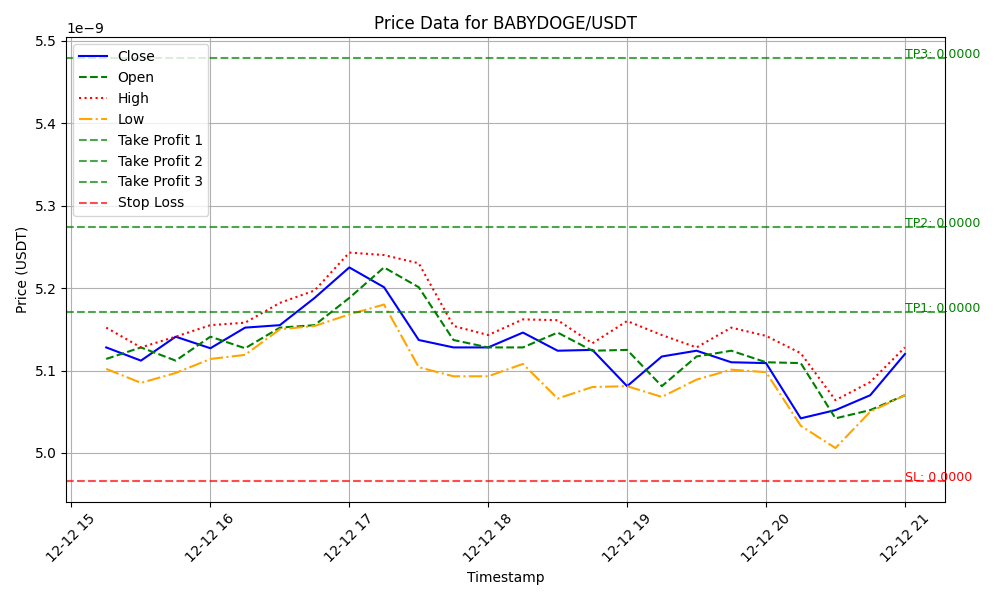 Price Data for BABYDOGE/USDT
1e−9
5.5
5.4
5.3
5.2
5.1
5.0
Price (USDT)
Close
Open
High
Low
Take Profit 1
Take Profit 2
Take Profit 3
Stop Loss
TP3: 0.0000
TP2: 0.0000
TP1: 0.0000
SL: 0.0000
12-12 15
12-12 16
12-12 17
12-12 18
12-12 19
12-12 20
12-12 21
Timestamp